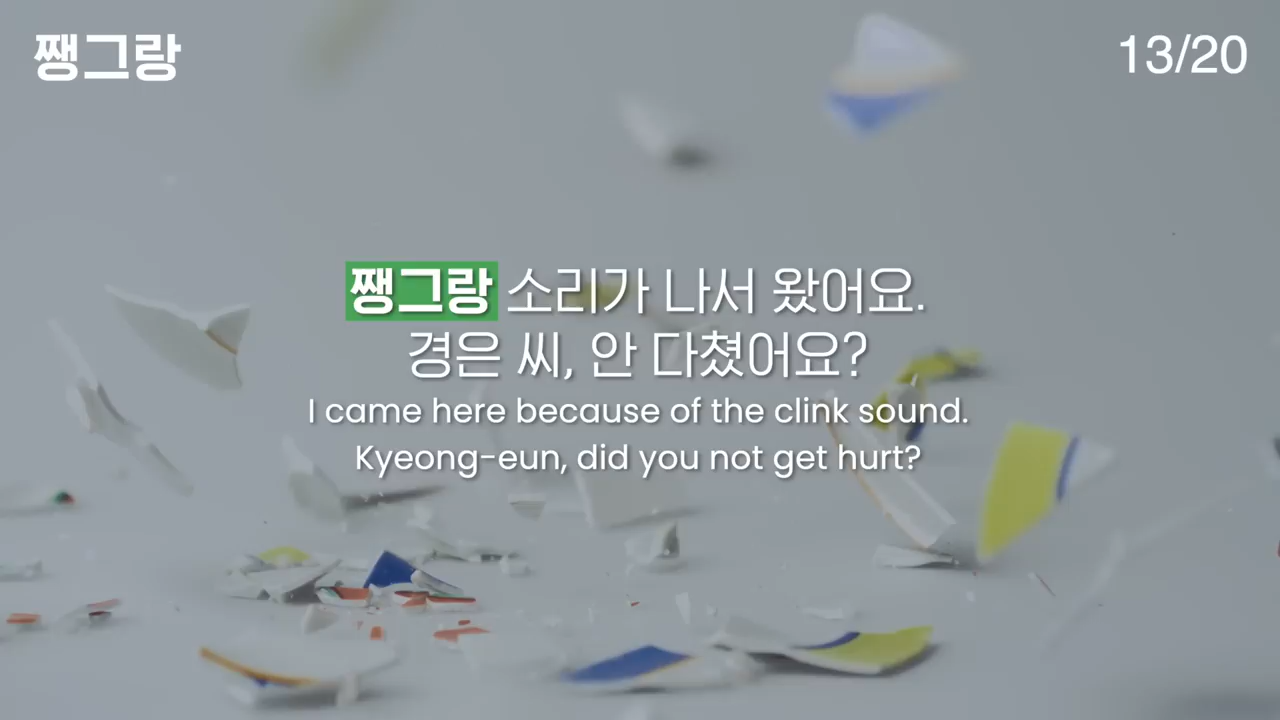 쨍그랑
13/20
쨍그랑 소리가 나서 왔어요.
경은 씨, 안 다쳤어요?
I came here because of the clink sound.
Kyeong-eun, did you not get hurt?